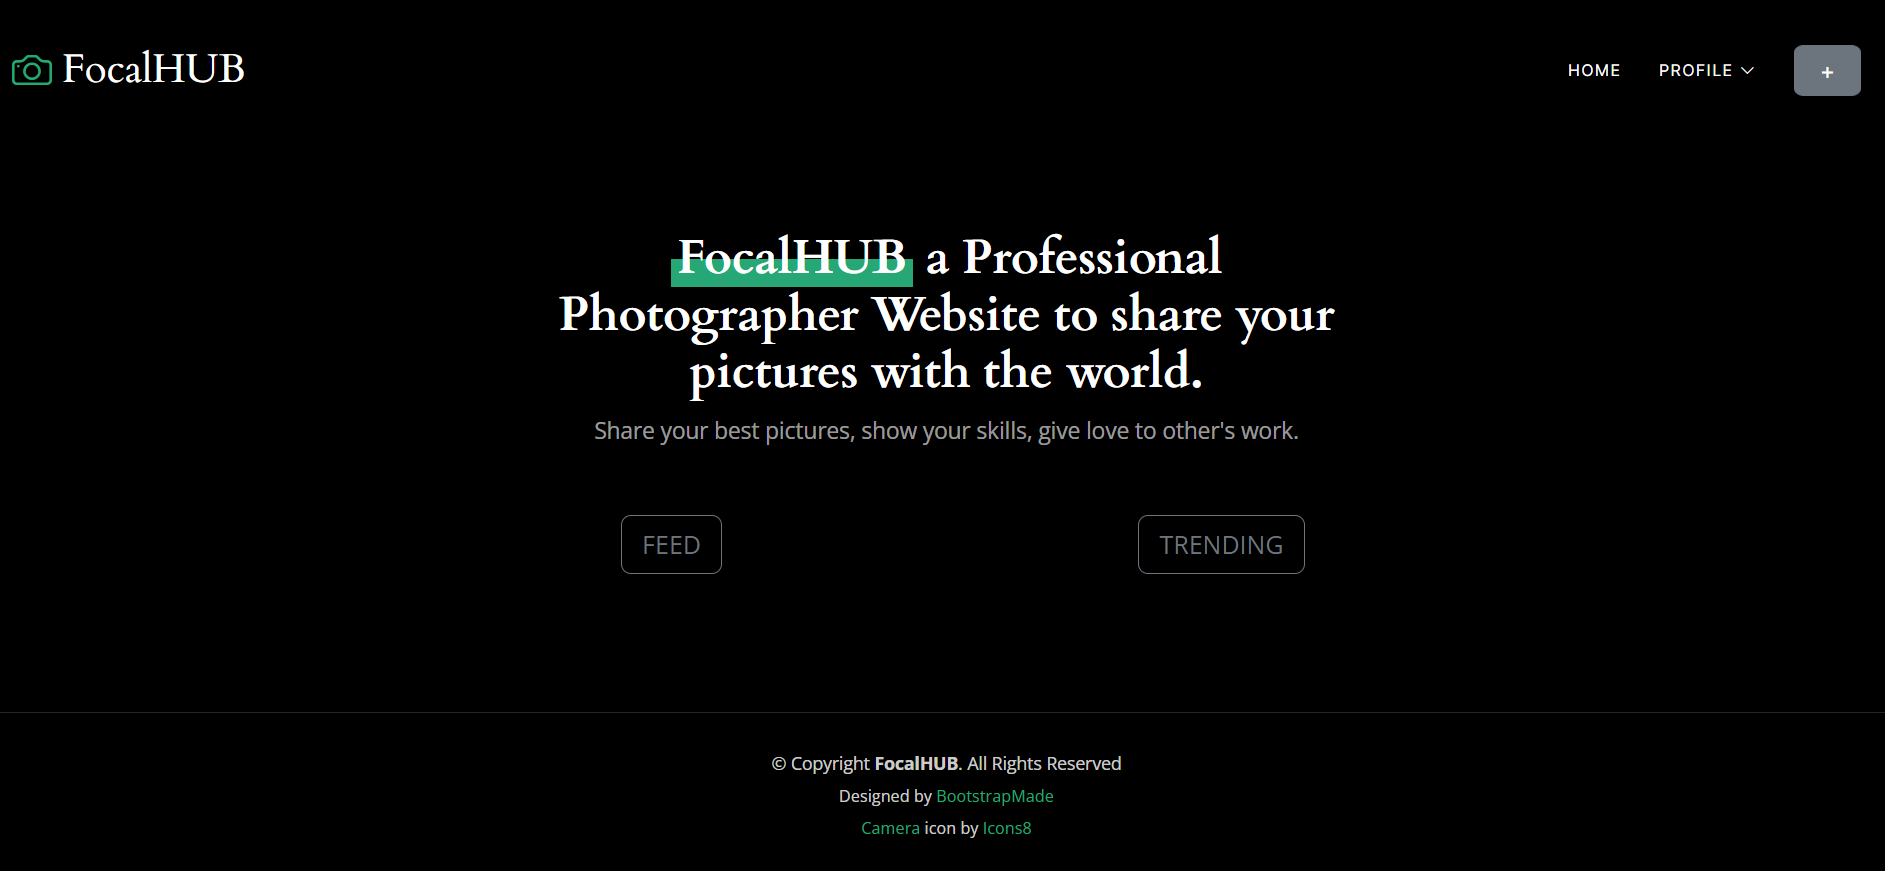 FocalHUB
HOME
PROFILE
+
FocalHUB a Professional
Photographer Website to share your
pictures with the world.
Share your best pictures, show your skills, give love to other's work.
FEED
TRENDING
© Copyright FocalHUB. All Rights Reserved
Designed by BootstrapMade
Camera icon by Icons8